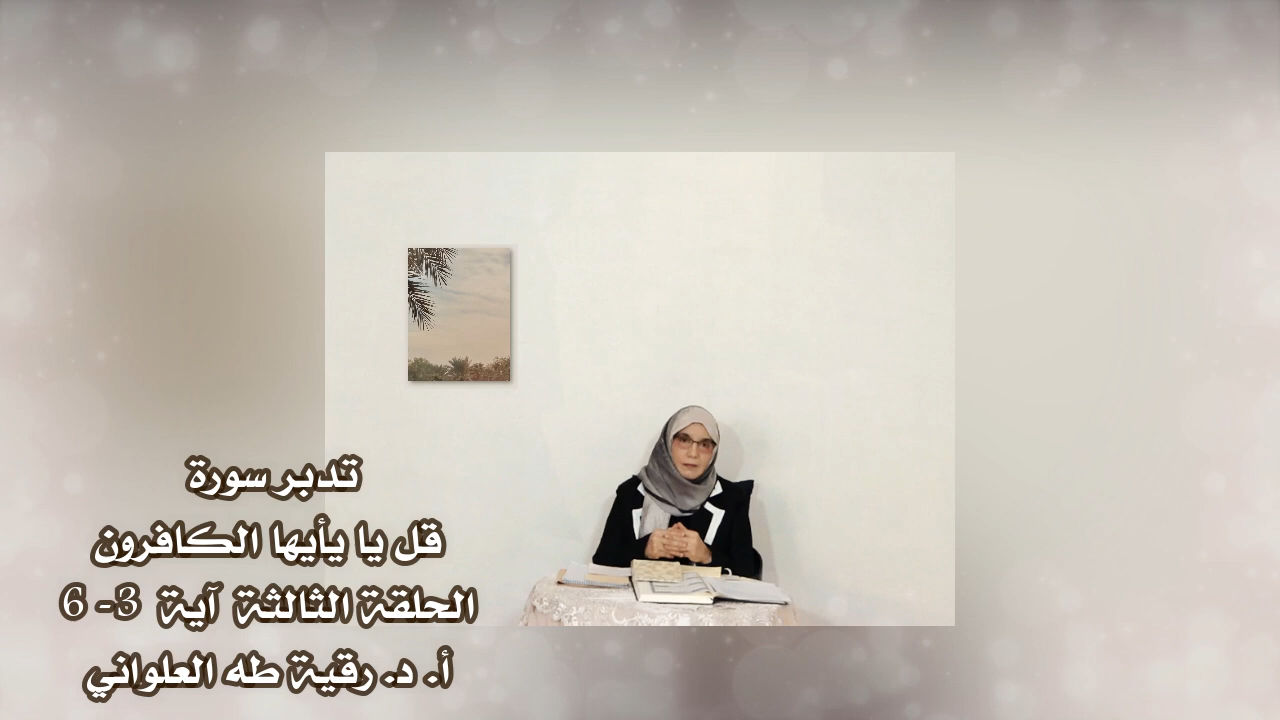 تدبر سورة
قل يا يأيها الكافرون
الحلقة الثالثة آية 3- 6
أ. د. رقية طه العلواني